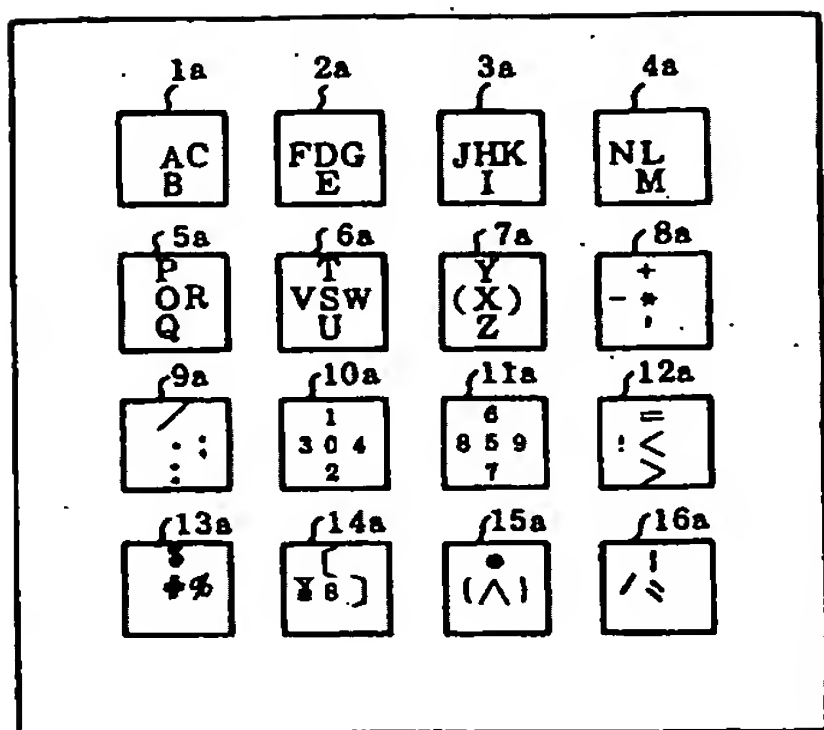 1a 2a 3a 4a
AC FDG JHK NL
B E I M
5a 6a 7a 8a
P T Y +
OR VSW (X) - *
Q U Z '
9a 10a 11a 12a
/ 1 6 =
. ; 3 0 4 8 5 9 ! <
: 2 7 >
13a 14a 15a 16a
[
# % ¥ 8 ] ( ∧ ) /